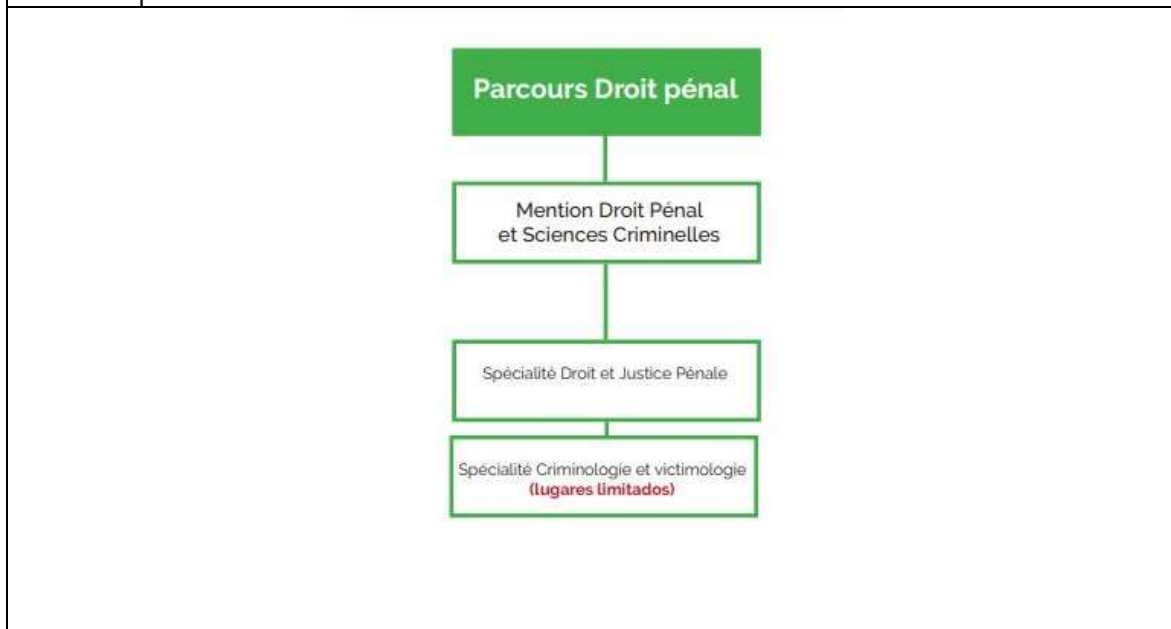 Parcours Droit pénal
Mention Droit Pénal
et Sciences Criminelles
Spécialité Droit et Justice Pénale
Spécialité Criminologie et victimologie
(lugares limitados)